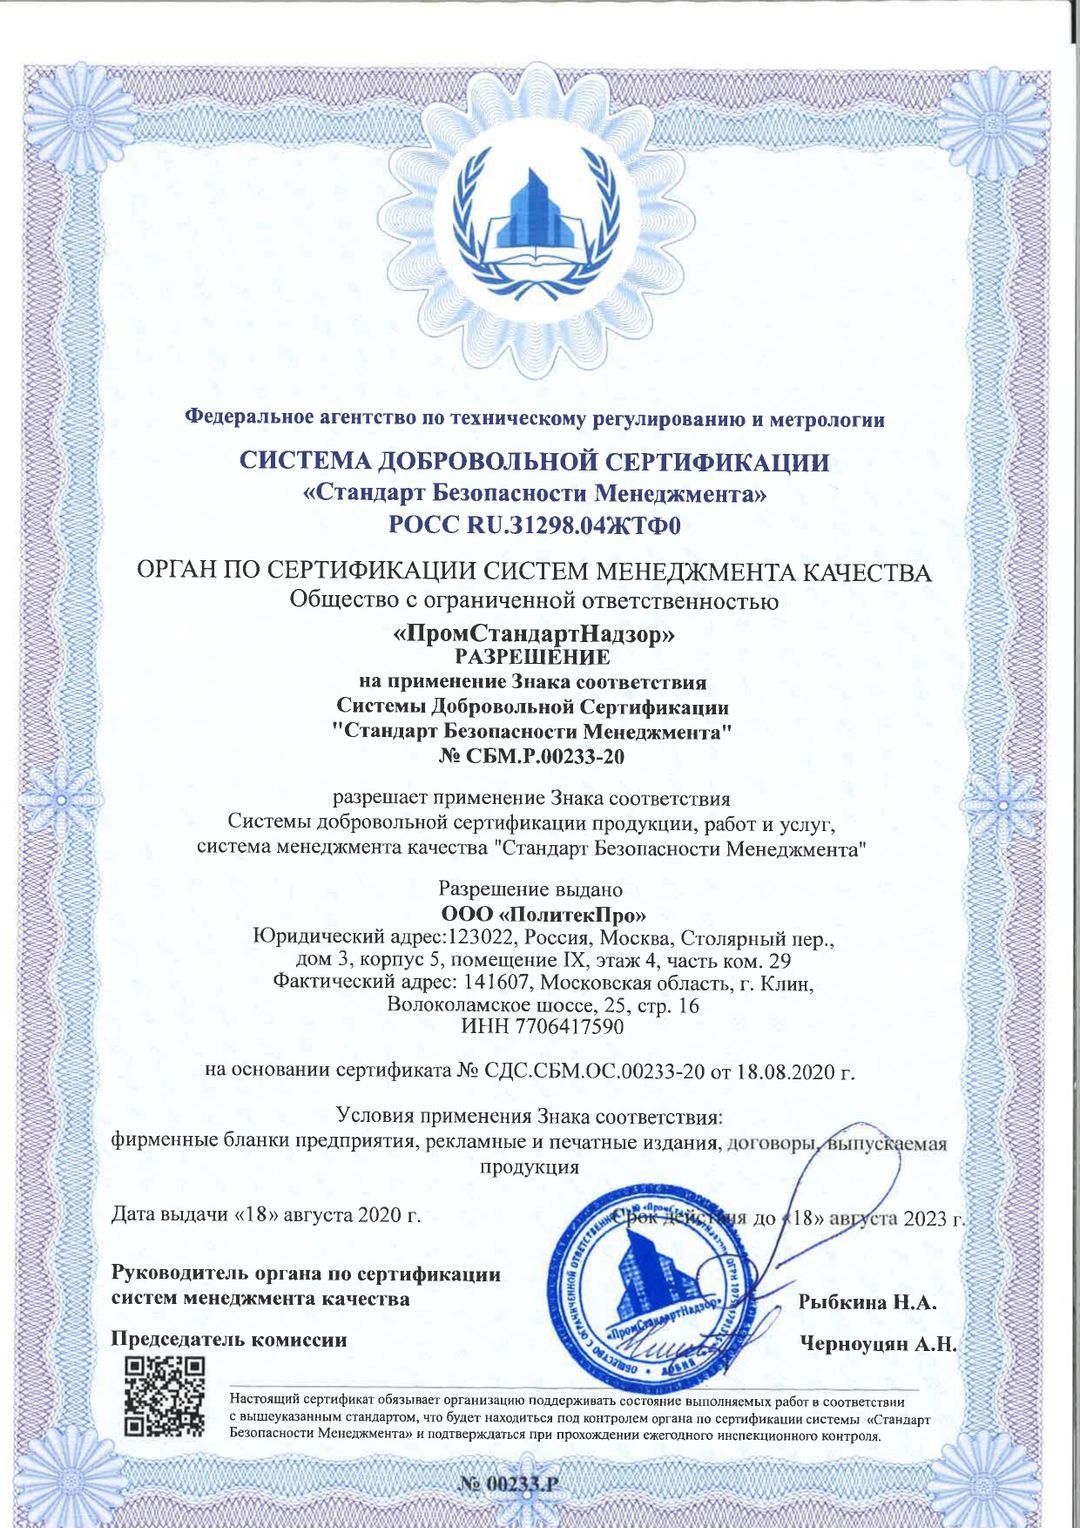 Федеральное агентство по техническому регулированию и метрологии
СИСТЕМА ДОБРОВОЛЬНОЙ СЕРТИФИКАЦИИ
«Стандарт Безопасности Менеджмента»
РОСС RU.31298.04ЖТФ0
ОРГАН ПО СЕРТИФИКАЦИИ СИСТЕМ МЕНЕДЖМЕНТА КАЧЕСТВА
Общество с ограниченной ответственностью
«ПромСтандартНадзор»
РАЗРЕШЕНИЕ
на применение Знака соответствия
Системы Добровольной Сертификации
"Стандарт Безопасности Менеджмента"
№ СБМ.Р.00233-20
разрешает применение Знака соответствия
Системы добровольной сертификации продукции, работ и услуг,
система менеджмента качества "Стандарт Безопасности Менеджмента"
Разрешение выдано
ООО «ПолитекПро»
Юридический адрес:123022, Россия, Москва, Столярный пер.,
дом 3, корпус 5, помещение IX, этаж 4, часть ком. 29
Фактический адрес: 141607, Московская область, г. Клин,
Волоколамское шоссе, 25, стр. 16
ИНН 7706417590
на основании сертификата № СДС.СБМ.ОС.00233-20 от 18.08.2020 г.
Условия применения Знака соответствия:
фирменные бланки предприятия, рекламные и печатные издания, договоры, выпускаемая
продукция
Дата выдачи «18» августа 2020 г.
Срок действия до «18» августа 2023 г.
Руководитель органа по сертификации
систем менеджмента качества
Рыбкина Н.А.
Председатель комиссии
Черноуцян А.Н.
ОБЩЕСТВО С ОГРАНИЧЕННОЙ ОТВЕТСТВЕННОСТЬЮ «ПромСтандартНадзор» ОГРН
«ПромСтандартНадзор»
Настоящий сертификат обязывает организацию поддерживать состояние выполняемых работ в соответствии
с вышеуказанным стандартом, что будет находиться под контролем органа по сертификации системы «Стандарт
Безопасности Менеджмента» и подтверждаться при прохождении ежегодного инспекционного контроля.
№ 00233.Р